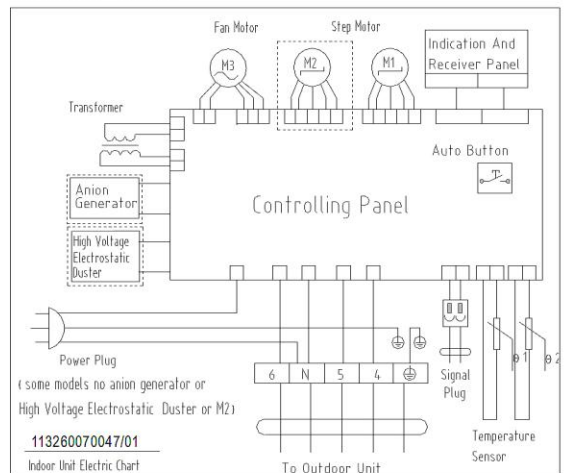 Fan Motor
Step Motor
M3
M2
M1
Indication And
Receiver Panel
Transformer
Auto Button
Anion
Generator
Controlling Panel
High Voltage
Electrostatic
Duster
Power Plug
6 N 5 4
Signal
Plug
θ 1
θ 2
( some models no anion generator or
High Voltage Electrostatic Duster or M2)
113260070047/01
Indoor Unit Electric Chart
To Outdoor Unit
Temperature
Sensor